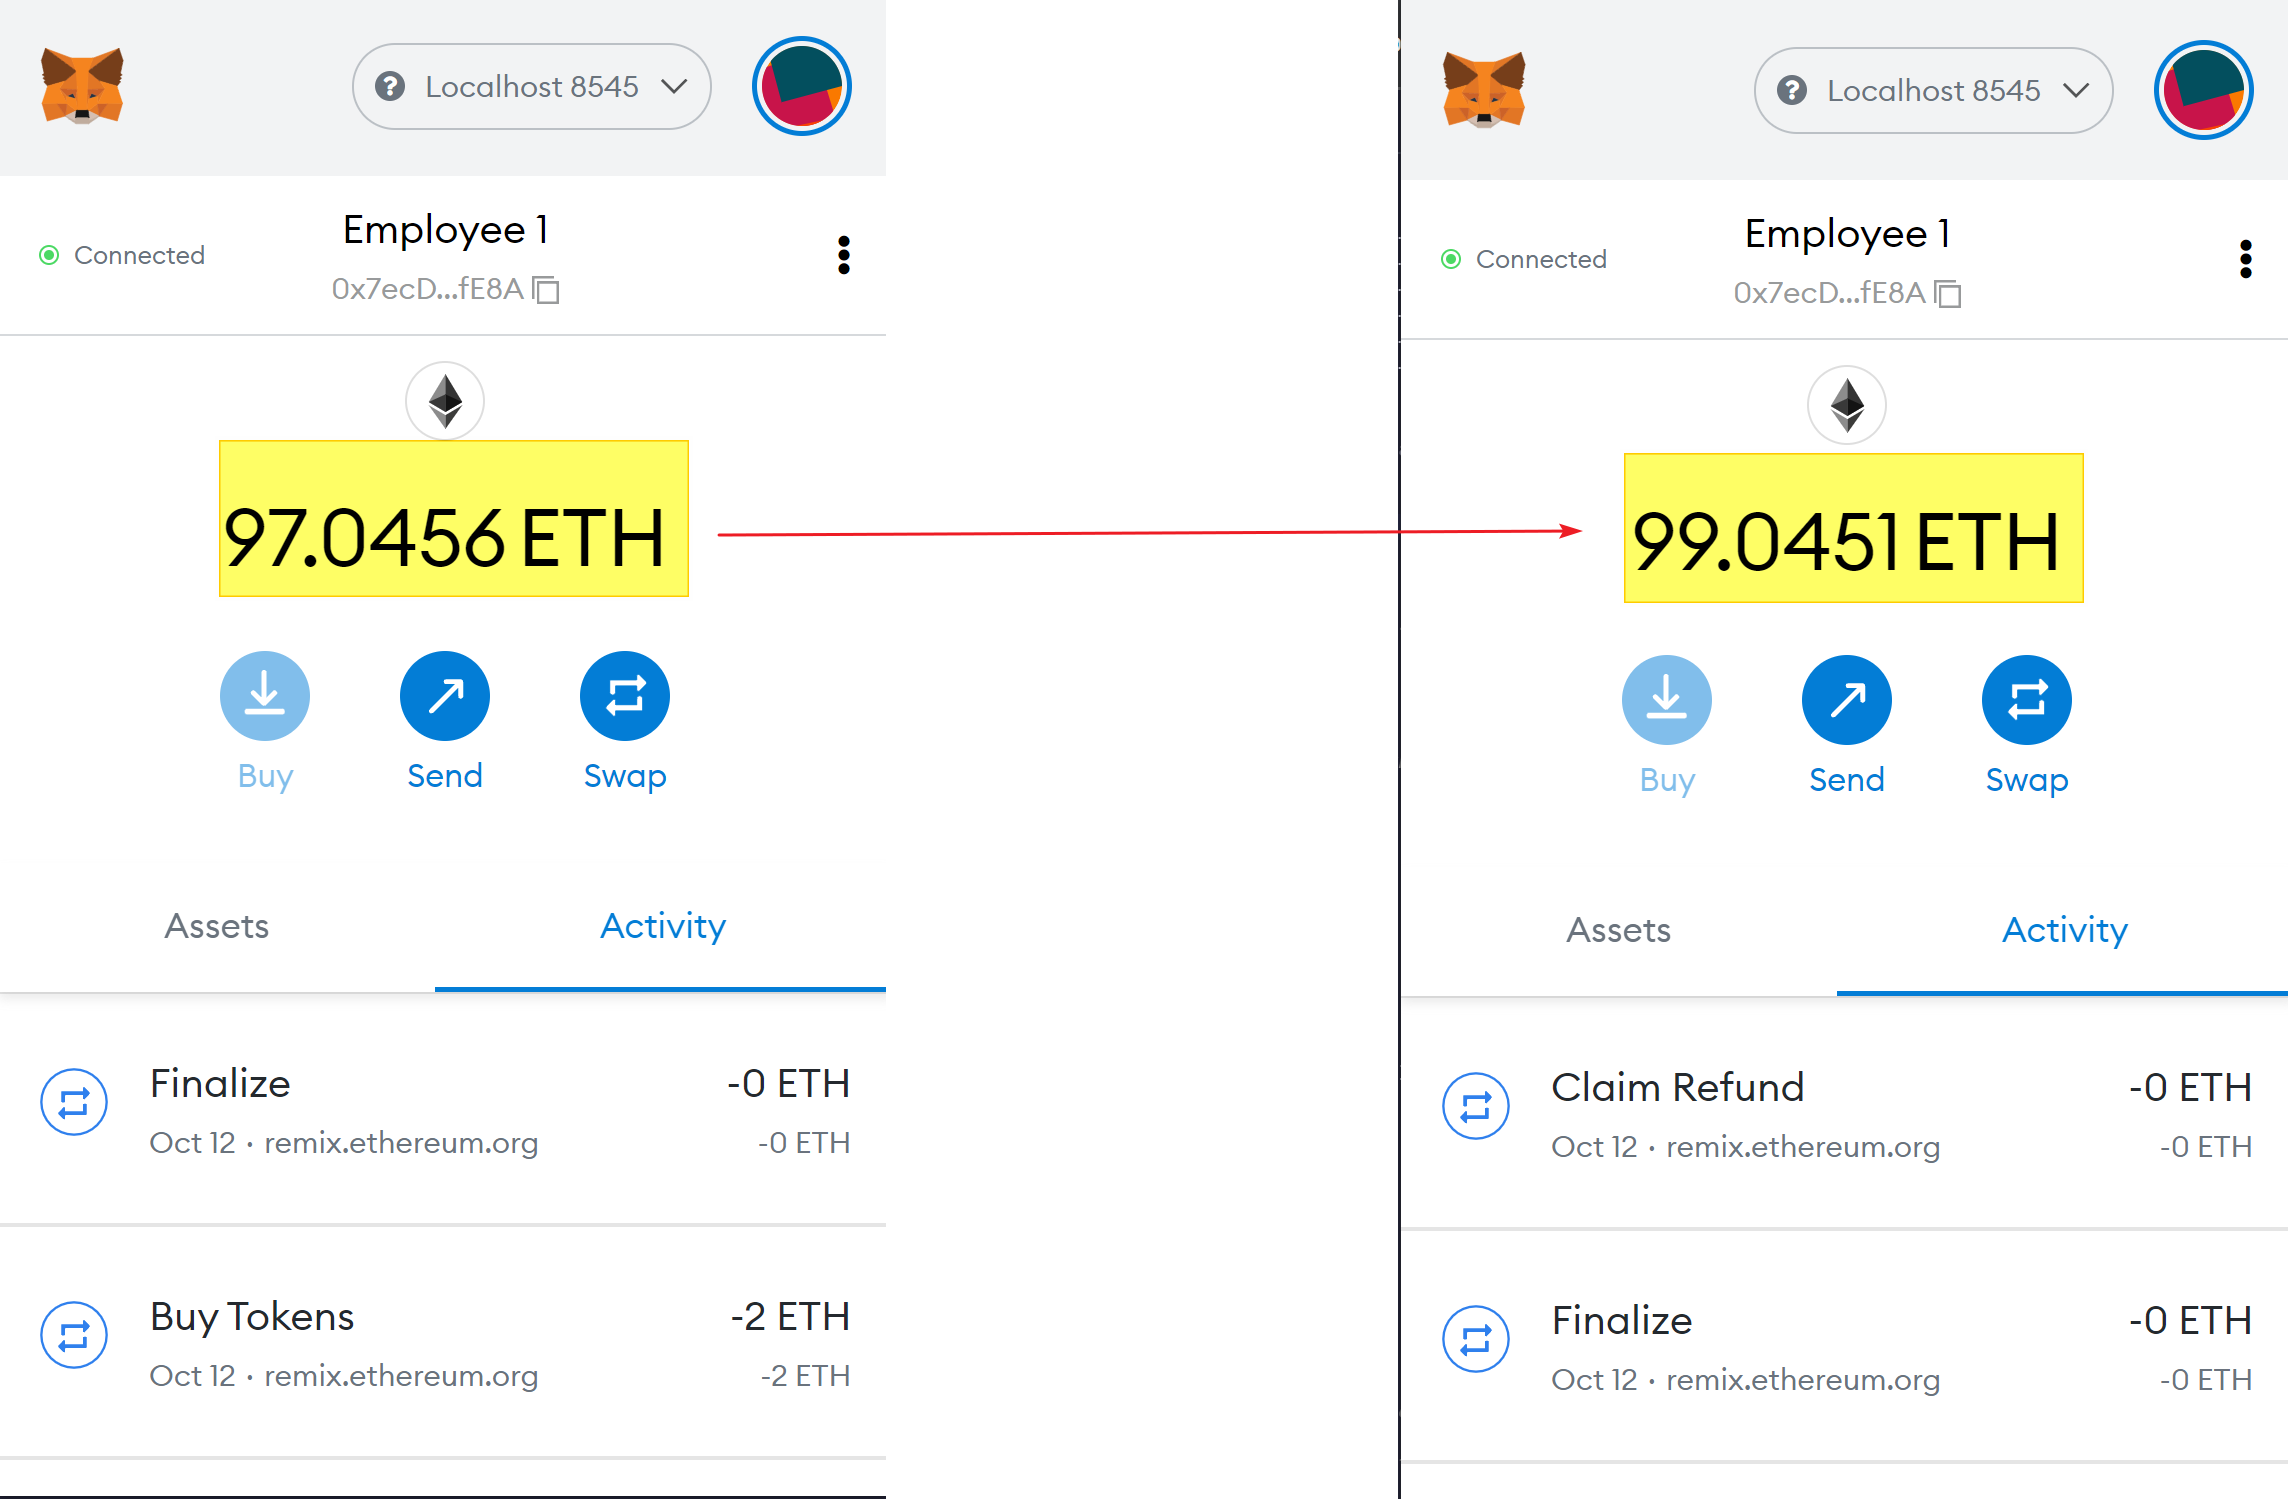 Localhost 8545
Connected
Employee 1
0x7ecD...fE8A
97.0456 ETH
Buy
Send
Swap
Assets
Activity
Finalize
-0 ETH
Oct 12 · remix.ethereum.org
-0 ETH
Buy Tokens
-2 ETH
Oct 12 · remix.ethereum.org
-2 ETH
Localhost 8545
Connected
Employee 1
0x7ecD...fE8A
99.0451 ETH
Buy
Send
Swap
Assets
Activity
Claim Refund
-0 ETH
Oct 12 · remix.ethereum.org
-0 ETH
Finalize
-0 ETH
Oct 12 · remix.ethereum.org
-0 ETH